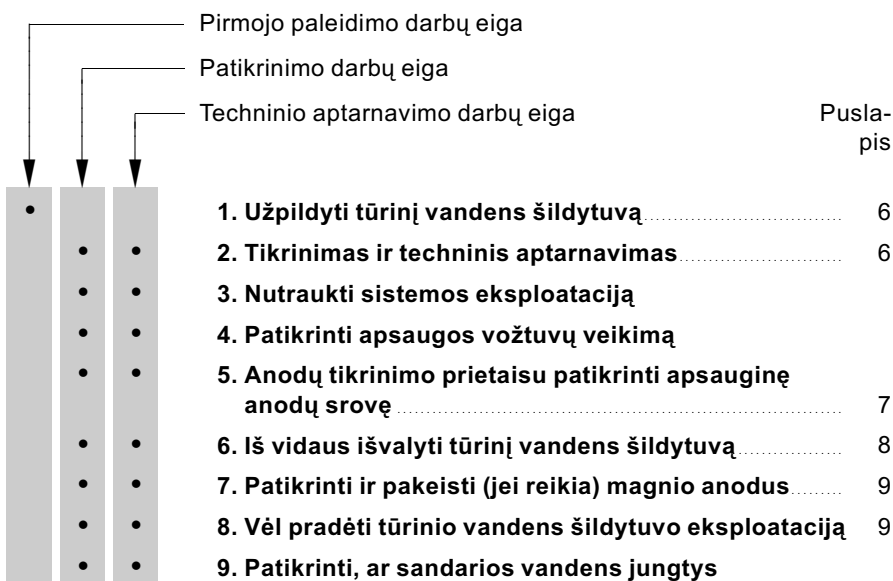 Pirmojo paleidimo darbų eiga
Patikrinimo darbų eiga
Techninio aptarnavimo darbų eiga Pusla-
pis
• 1. Užpildyti tūrinį vandens šildytuvą 6
• • 2. Tikrinimas ir techninis aptarnavimas 6
• • 3. Nutraukti sistemos eksploataciją
• • 4. Patikrinti apsaugos vožtuvų veikimą
• • 5. Anodų tikrinimo prietaisu patikrinti apsauginę
anodų srovę 7
• • 6. Iš vidaus išvalyti tūrinį vandens šildytuvą 8
• • 7. Patikrinti ir pakeisti (jei reikia) magnio anodus 9
• • 8. Vėl pradėti tūrinio vandens šildytuvo eksploataciją 9
• • 9. Patikrinti, ar sandarios vandens jungtys